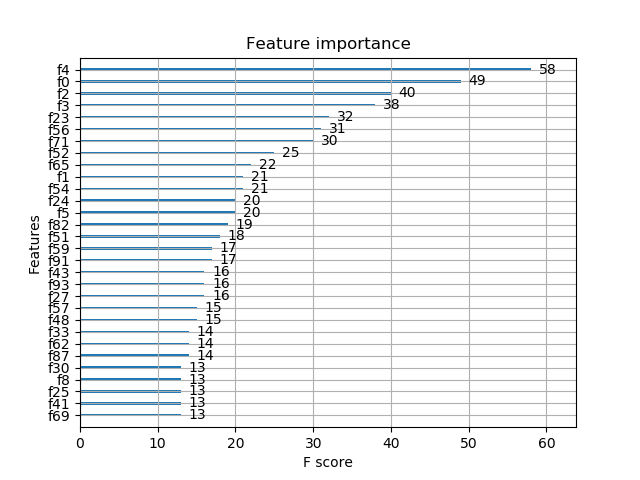 Feature importance
f4 58
f0 49
f2 40
f3 38
f23 32
f56 31
f71 30
f52 25
f65 22
f1 21
f54 21
f24 20
f5 20
f82 19
f51 18
f59 17
f91 17
f43 16
f93 16
f27 16
f57 15
f48 15
f33 14
f62 14
f87 14
f30 13
f8 13
f25 13
f41 13
f69 13
Features
0 10 20 30 40 50 60
F score